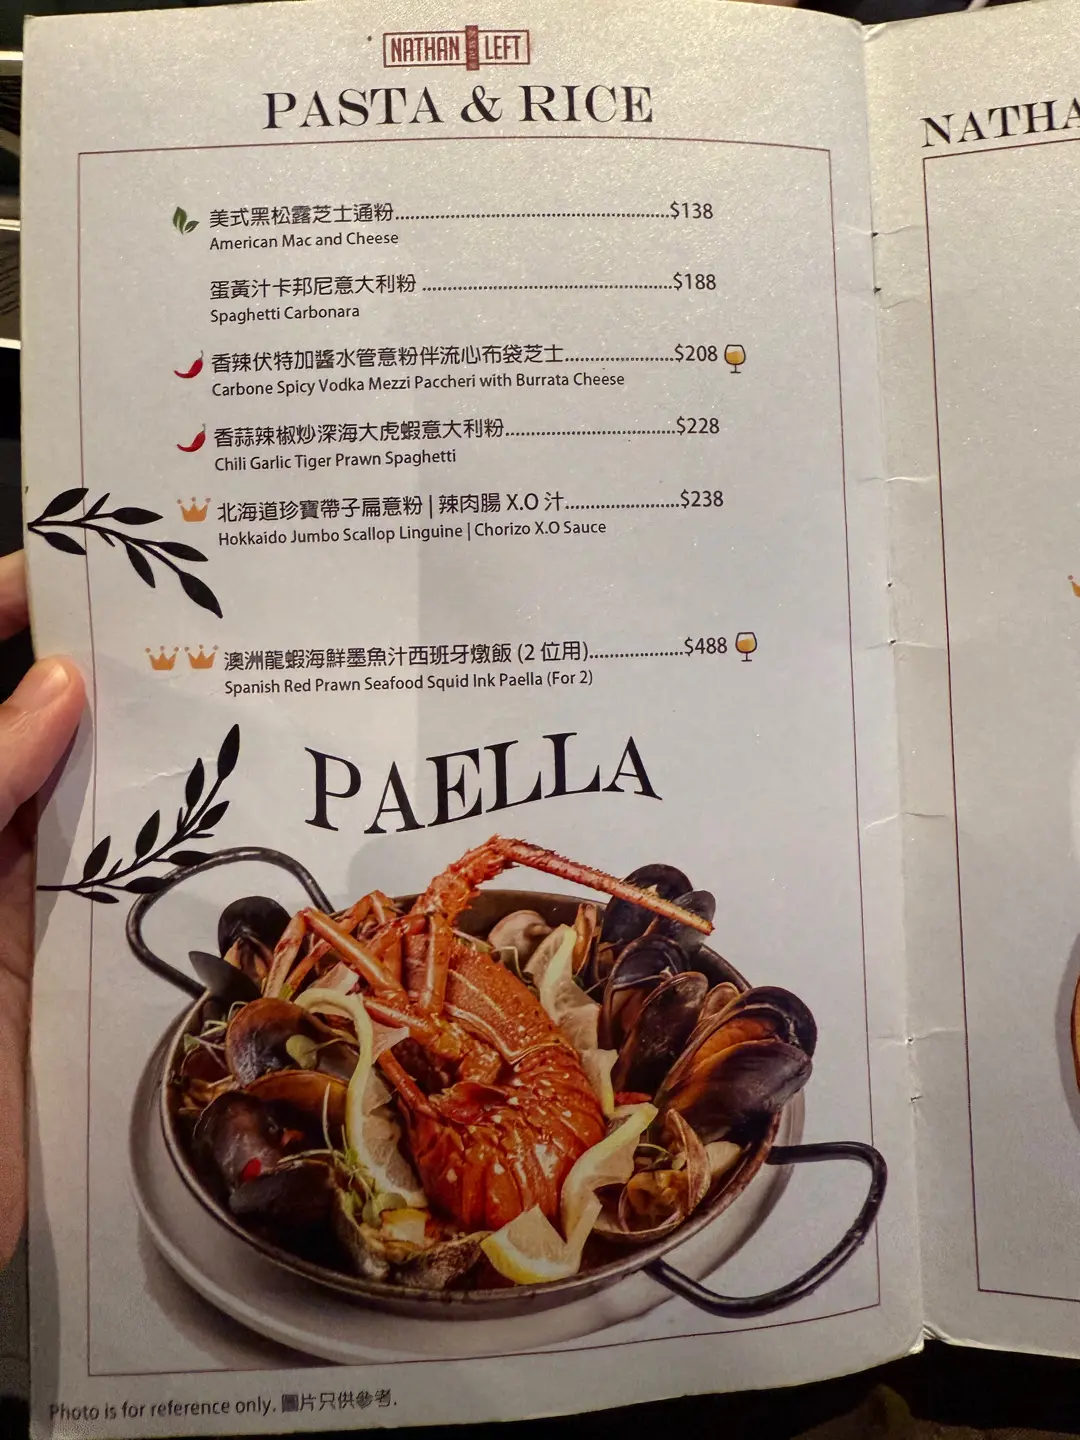 NATHAN LEFT
PASTA & RICE
美式黑松露芝士通粉..........$138
American Mac and Cheese
蛋黃汁卡邦尼意大利粉..........$188
Spaghetti Carbonara
香辣伏特加醬水管意粉伴流心布袋芝士..........$208
Carbone Spicy Vodka Mezzi Paccheri with Burrata Cheese
香蒜辣椒炒深海大虎蝦意大利粉..........$228
Chili Garlic Tiger Prawn Spaghetti
北海道珍寶帶子扁意粉 | 辣肉腸 X.O 汁..........$238
Hokkaido Jumbo Scallop Linguine | Chorizo X.O Sauce
澳洲龍蝦海鮮墨魚汁西班牙燉飯 (2 位用)..........$488
Spanish Red Prawn Seafood Squid Ink Paella (For 2)
PAELLA
Photo is for reference only. 圖片只供參考.
NATHA